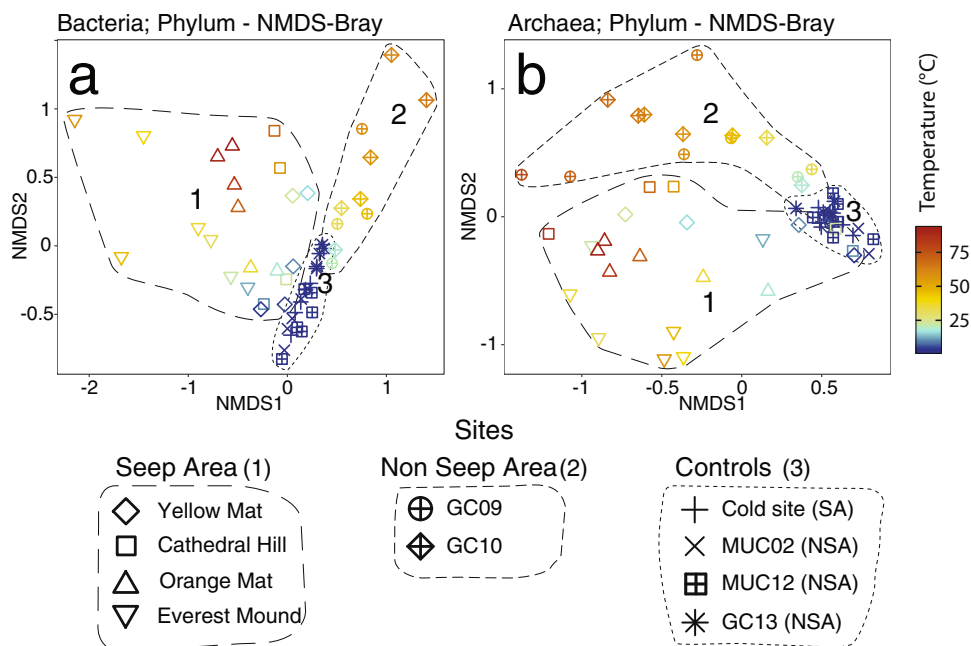 Bacteria; Phylum - NMDS-Bray
Archaea; Phylum - NMDS-Bray
a
b
1
2
3
1
2
3
NMDS2
1
0.5
0
-0.5
-2
-1
0
1
NMDS1
NMDS2
1
0
-1
-1
-0.5
0
0.5
NMDS1
Temperature (°C)
75
50
25
Sites
Seep Area (1)
Yellow Mat
Cathedral Hill
Orange Mat
Everest Mound
Non Seep Area (2)
GC09
GC10
Controls (3)
Cold site (SA)
MUC02 (NSA)
MUC12 (NSA)
GC13 (NSA)